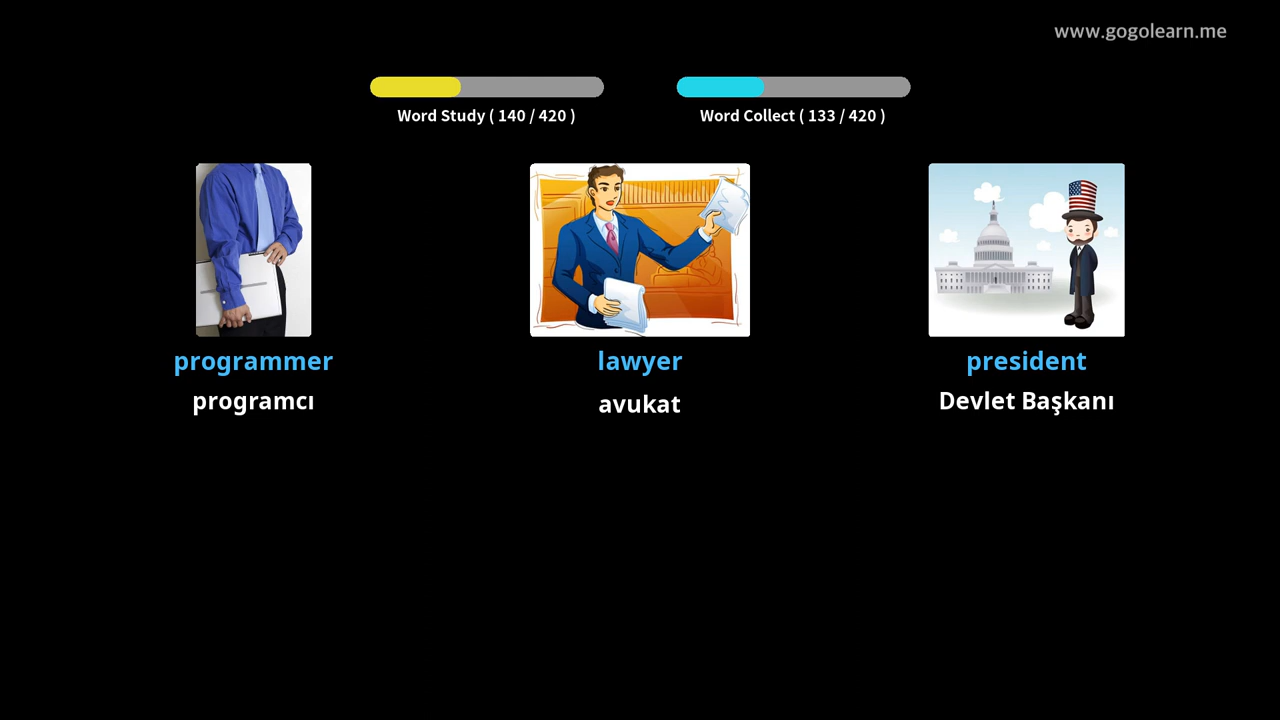 www.gogolearn.me
Word Study ( 140 / 420 )
Word Collect ( 133 / 420 )
programmer
programcı
lawyer
avukat
president
Devlet Başkanı